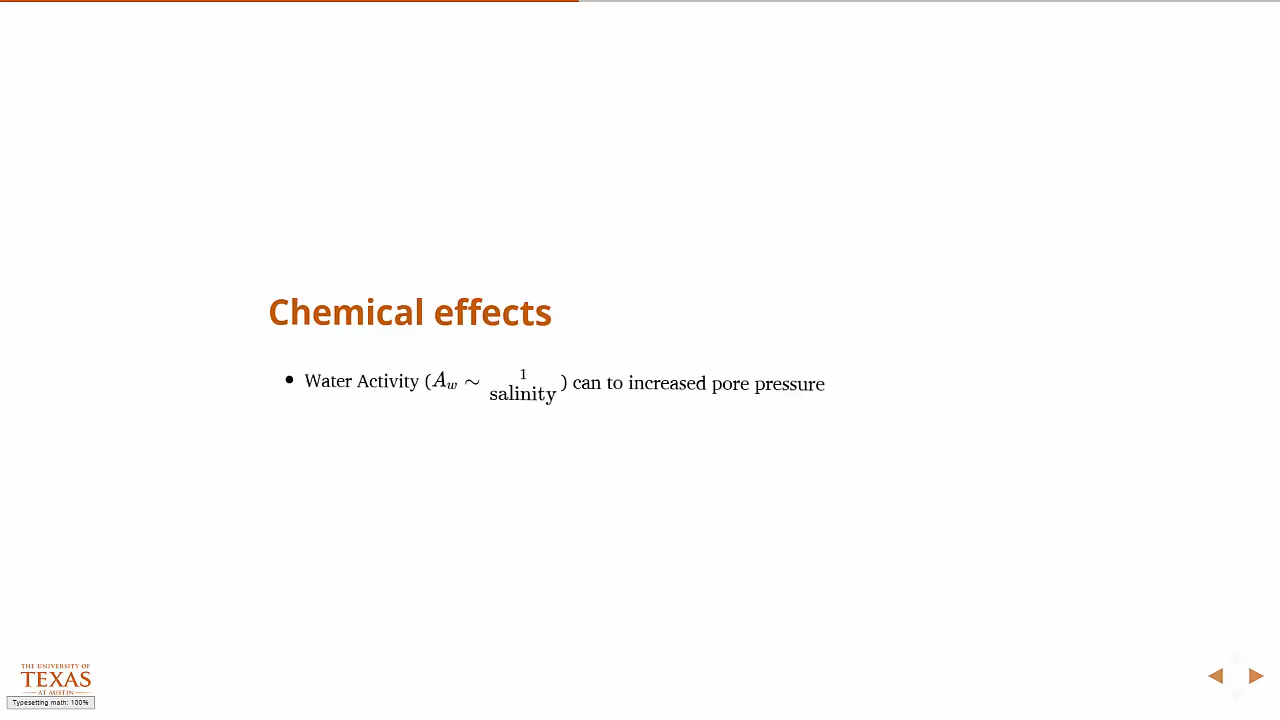 Chemical effects
• Water Activity (A_w ∼ 1/salinity) can to increased pore pressure
THE UNIVERSITY OF
TEXAS
AT AUSTIN
Typesetting math: 100%